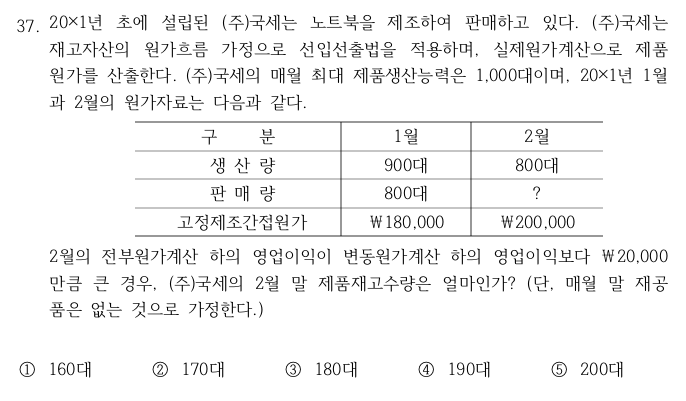 37. 20×1년 초에 설립된 (주)국세는 노트북을 제조하여 판매하고 있다. (주)국세는
재고자산의 원가흐름 가정으로 선입선출법을 적용하며, 실제원가계산으로 제품
원가를 산출한다. (주)국세의 매월 최대 제품생산능력은 1,000대이며, 20×1년 1월
과 2월의 원가자료는 다음과 같다.
구 분 1월 2월
생 산 량 900대 800대
판 매 량 800대 ?
고정제조간접원가 ₩180,000 ₩200,000
2월의 전부원가계산 하의 영업이익이 변동원가계산 하의 영업이익보다 ₩20,000
만큼 큰 경우, (주)국세의 2월 말 제품재고수량은 얼마인가? (단, 매월 말 재공
품은 없는 것으로 가정한다.)
① 160대 ② 170대 ③ 180대 ④ 190대 ⑤ 200대